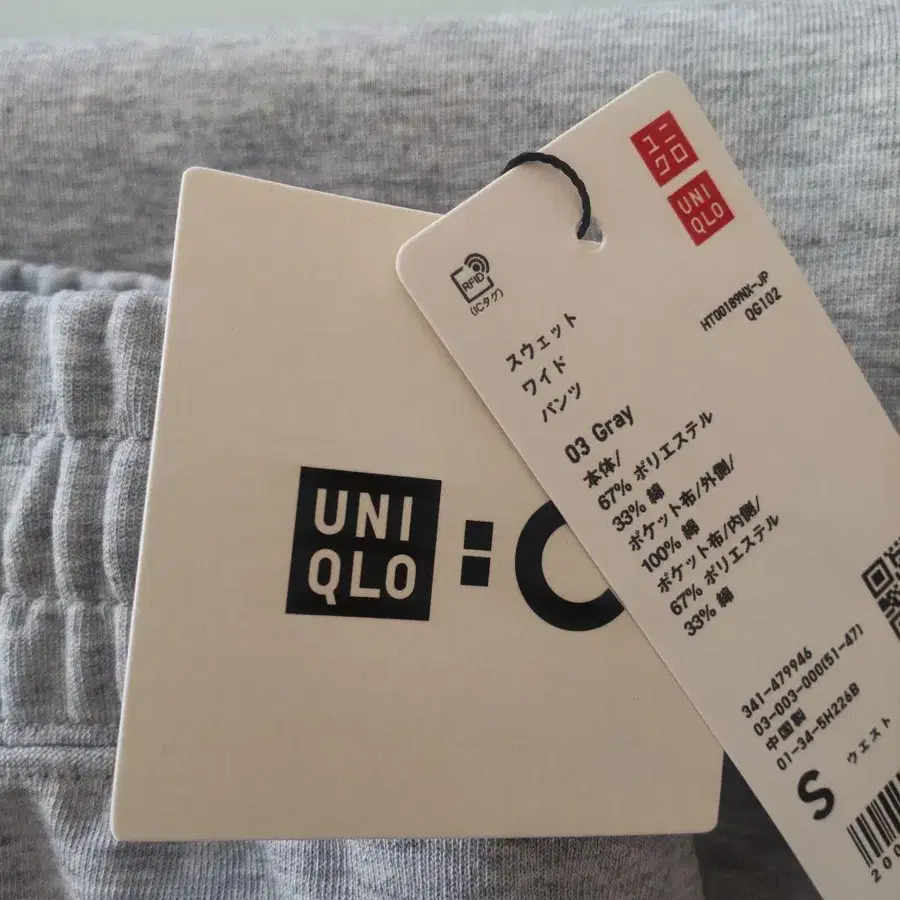 UNI
QLO
: C
ユニ
クロ
UNI
QLO
RFID
(ICタグ)
HT00189NX-JP
QG102
スウェット
ワイド
パンツ
03 Gray
本体/
67% ポリエステル
33% 綿
ポケット布/外側/
100% 綿
ポケット布/内側/
67% ポリエステル
33% 綿
341-479946
03-003-000(51-47)
中国製
01-34-5H226B
S
ウエスト
200